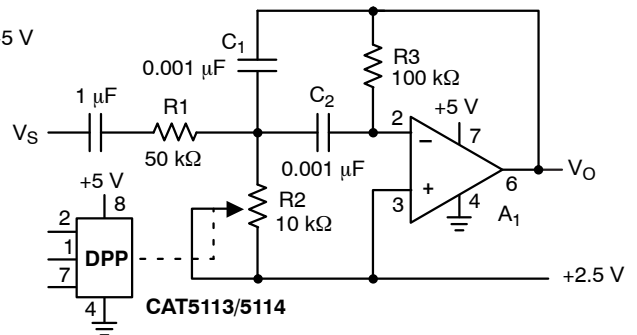 +5 V
C1
0.001 μF
R3
100 kΩ
1 μF
R1
C2
+5 V
VS
50 kΩ
0.001 μF
2
7
–
+
3
4
6
VO
A1
+5 V
8
R2
10 kΩ
2
1
7
DPP
4
CAT5113/5114
+2.5 V